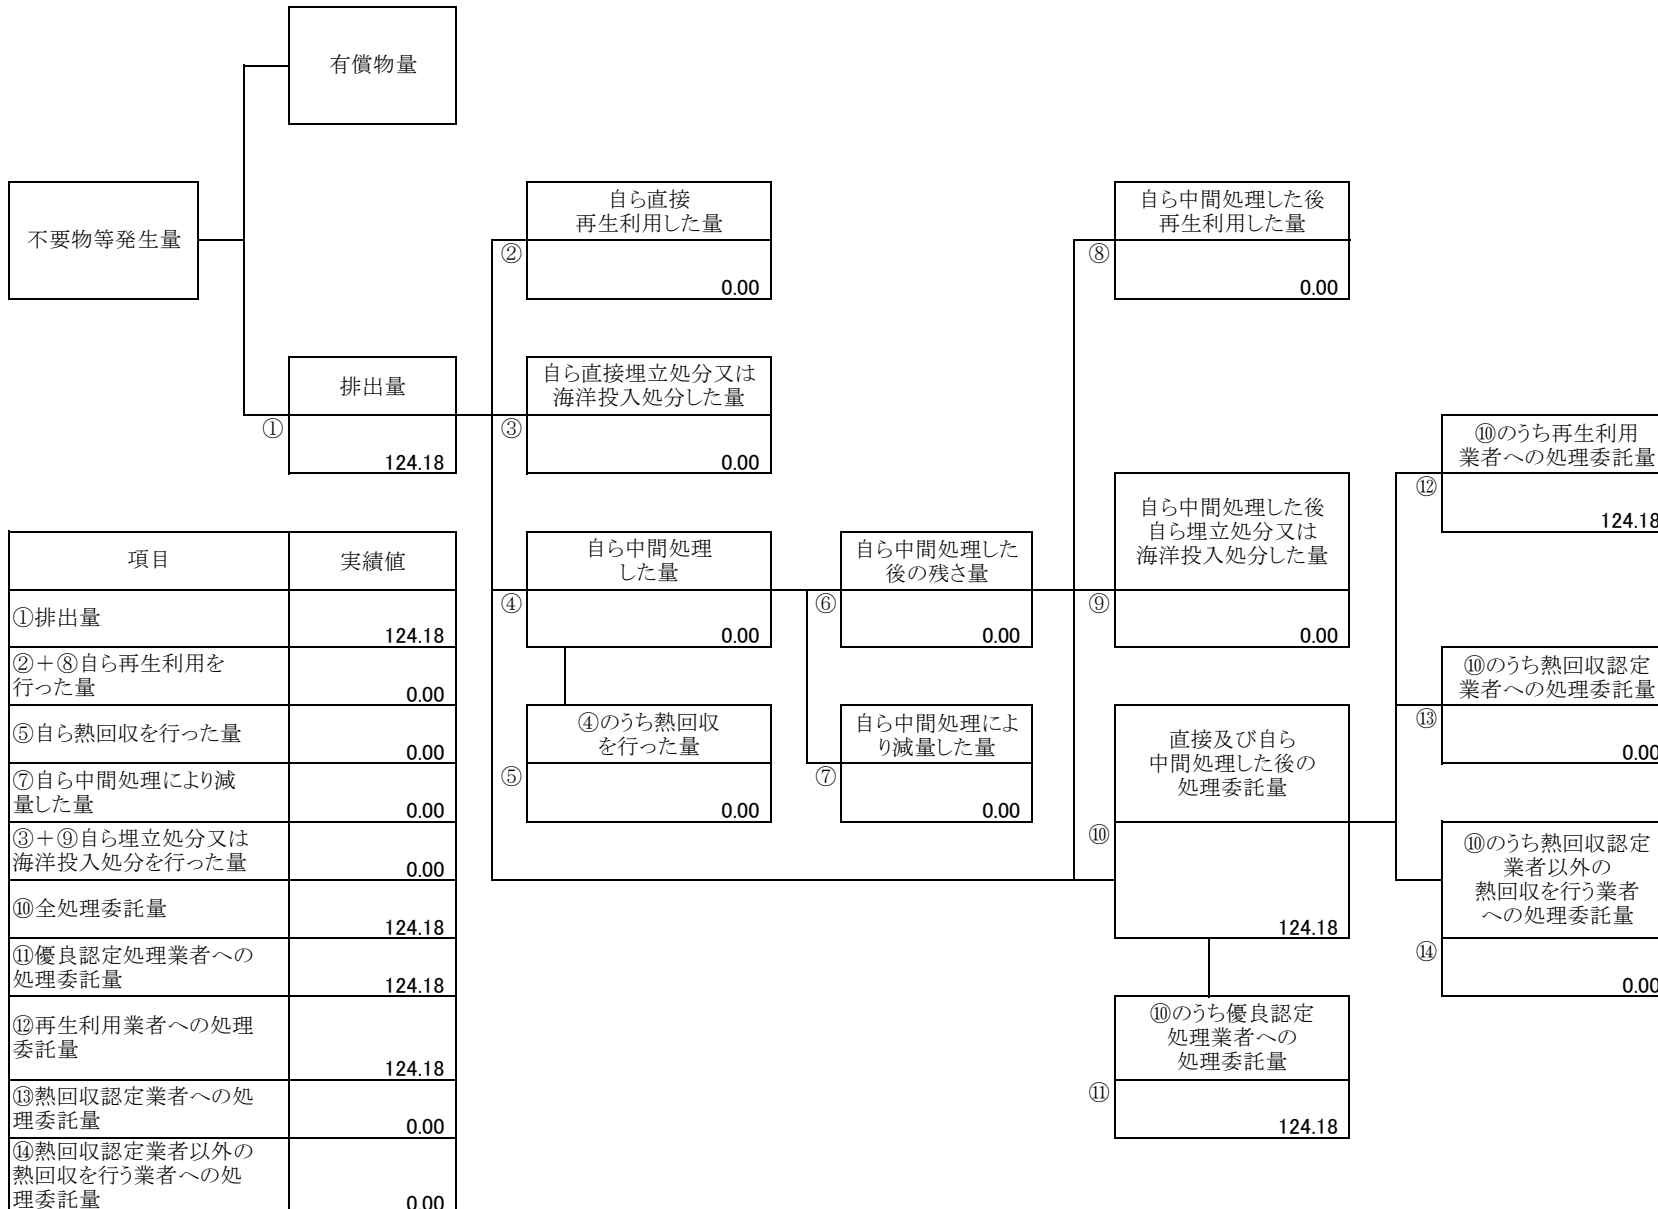 有償物量
不要物等発生量
排出量
①
124.18
自ら直接
再生利用した量
②
0.00
自ら直接埋立処分又は
海洋投入処分した量
③
0.00
自ら中間処理
した量
④
0.00
④のうち熱回収
を行った量
⑤
0.00
自ら中間処理した
後の残さ量
⑥
0.00
自ら中間処理によ
り減量した量
⑦
0.00
自ら中間処理した後
再生利用した量
⑧
0.00
自ら中間処理した後
自ら埋立処分又は
海洋投入処分した量
⑨
0.00
直接及び自ら
中間処理した後の
処理委託量
⑩
124.18
⑩のうち優良認定
処理業者への
処理委託量
⑪
124.18
⑩のうち再生利用
業者への処理委託量
⑫
124.18
⑩のうち熱回収認定
業者への処理委託量
⑬
0.00
⑩のうち熱回収認定
業者以外の
熱回収を行う業者
への処理委託量
⑭
0.00
項目 実績値
①排出量
124.18
②＋⑧自ら再生利用を
行った量
0.00
⑤自ら熱回収を行った量
0.00
⑦自ら中間処理により減
量した量
0.00
③＋⑨自ら埋立処分又は
海洋投入処分を行った量
0.00
⑩全処理委託量
124.18
⑪優良認定処理業者への
処理委託量
124.18
⑫再生利用業者への処理
委託量
124.18
⑬熱回収認定業者への処
理委託量
0.00
⑭熱回収認定業者以外の
熱回収を行う業者への処
理委託量
0.00